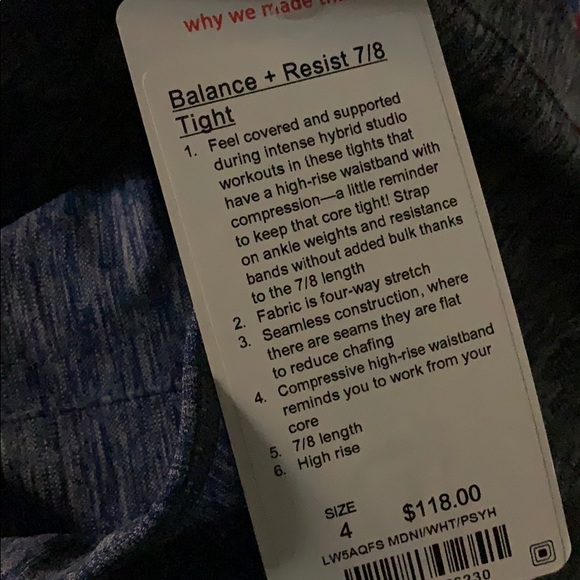 why we made
Balance + Resist 7/8
Tight
1. Feel covered and supported
during intense hybrid studio
workouts in these tights that
have a high-rise waistband with
compression—a little reminder
to keep that core tight! Strap
on ankle weights and resistance
bands without added bulk thanks
to the 7/8 length
2. Fabric is four-way stretch
3. Seamless construction, where
there are seams they are flat
to reduce chafing
4. Compressive high-rise waistband
reminds you to work from your
core
5. 7/8 length
6. High rise
SIZE
4
$118.00
LW5AQFS MDNI/WHT/PSYH